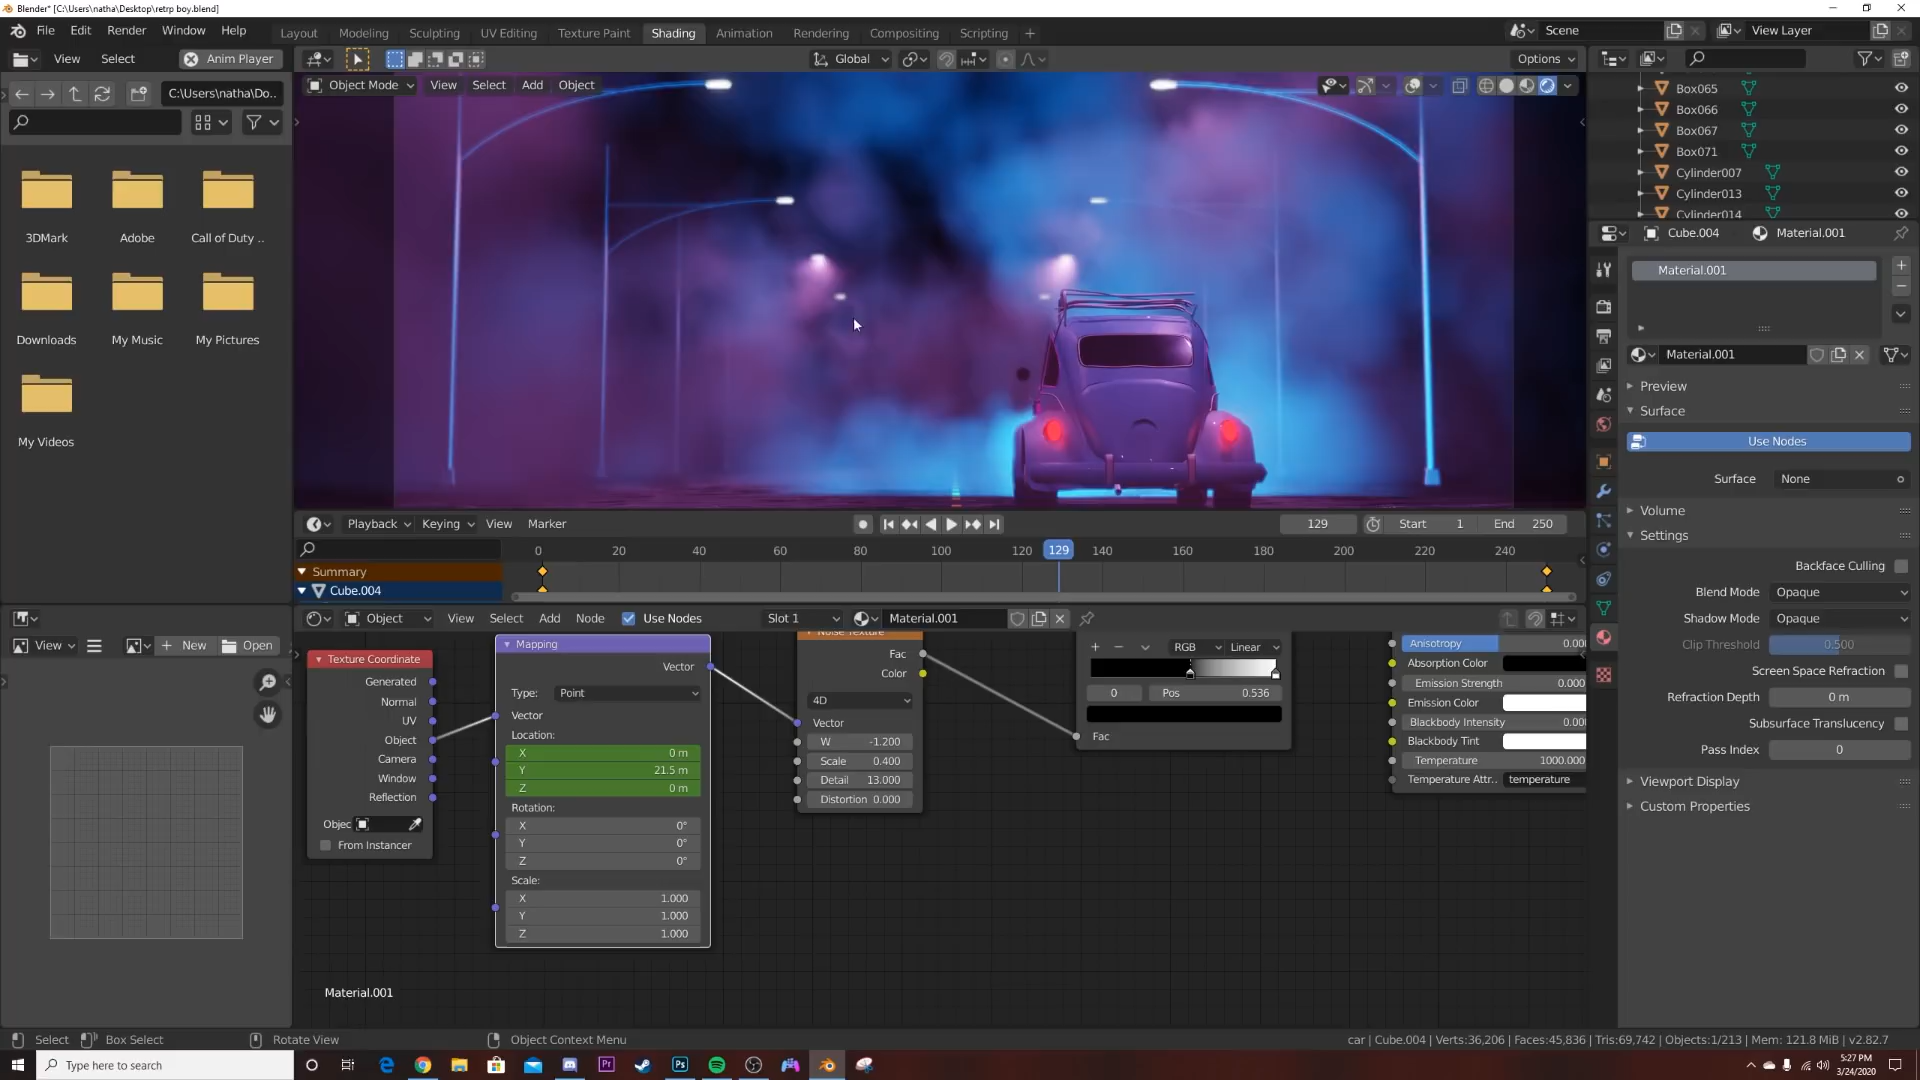 Blender* [C:\Users\natha\Desktop\retrp boy.blend]
File Edit Render Window Help
Layout Modeling Sculpting UV Editing Texture Paint Shading Animation Rendering Compositing Scripting +
Scene View Layer
View Select Anim Player
Global
Options
C:\Users\natha\Do..
Object Mode View Select Add Object
3DMark Adobe Call of Duty ..
Downloads My Music My Pictures
My Videos
Box065
Box066
Box067
Box071
Cylinder007
Cylinder013
Cylinder014
Cube.004 Material.001
Material.001
Material.001
Preview
Surface
Use Nodes
Surface None
Volume
Settings
Backface Culling
Blend Mode Opaque
Shadow Mode Opaque
Clip Threshold 0.500
Screen Space Refraction
Refraction Depth 0 m
Subsurface Translucency
Pass Index 0
Viewport Display
Custom Properties
Playback Keying View Marker
129 Start 1 End 250
0 20 40 60 80 100 120 129 140 160 180 200 220 240
Summary
Cube.004
View + New Open
Object View Select Add Node Use Nodes Slot 1 Material.001
Texture Coordinate
Generated
Normal
UV
Object
Camera
Window
Reflection
Objec
From Instancer
Mapping
Vector
Type: Point
Vector
Location:
X 0 m
Y 21.5 m
Z 0 m
Rotation:
X 0°
Y 0°
Z 0°
Scale:
X 1.000
Y 1.000
Z 1.000
Noise Texture
Fac
Color
4D
Vector
W -1.200
Scale 0.400
Detail 13.000
Distortion 0.000
+ − RGB Linear
0 Pos 0.536
Fac
Anisotropy 0.000
Absorption Color
Emission Strength 0.000
Emission Color
Blackbody Intensity 0.00
Blackbody Tint
Temperature 1000.000
Temperature Attr.. temperature
Material.001
Select Box Select Rotate View Object Context Menu
car | Cube.004 | Verts:36,206 | Faces:45,836 | Tris:69,742 | Objects:1/213 | Mem: 121.8 MiB | v2.82.7
Type here to search
5:27 PM
3/24/2020